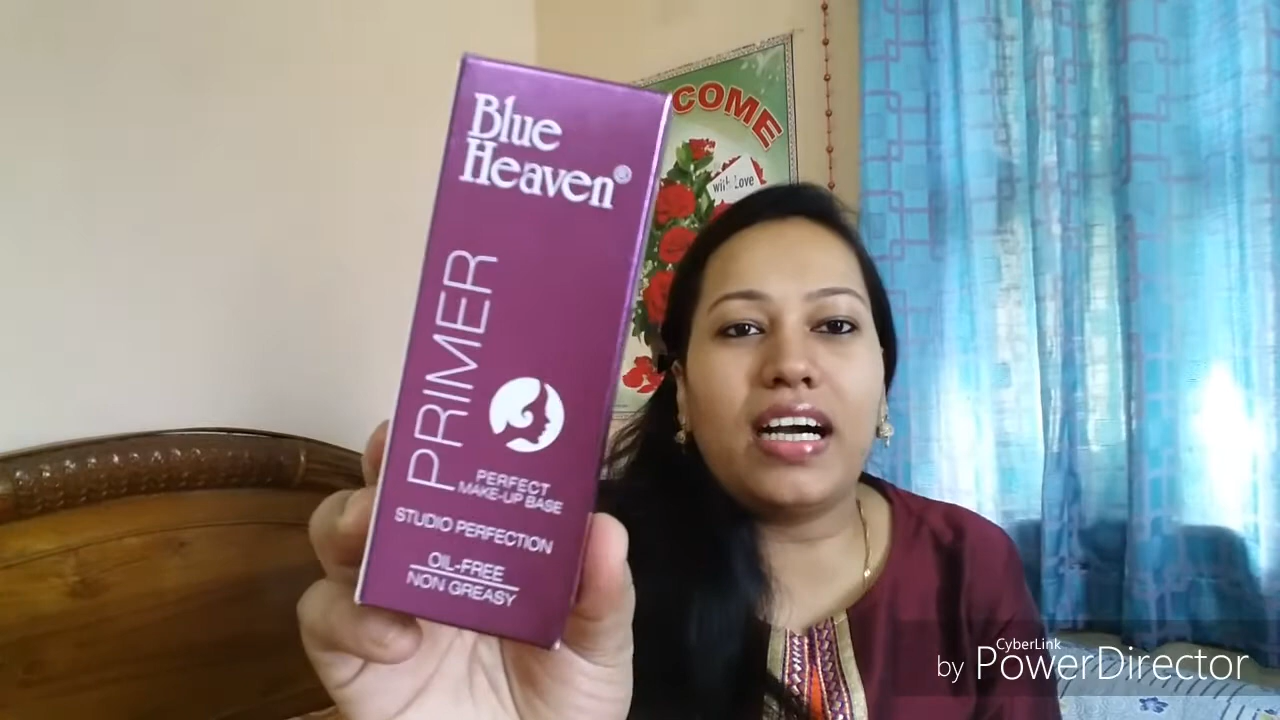 Blue
Heaven®
PRIMER
PERFECT
MAKE-UP BASE
STUDIO PERFECTION
OIL-FREE
NON GREASY
COME
with Love
CyberLink
by PowerDirector